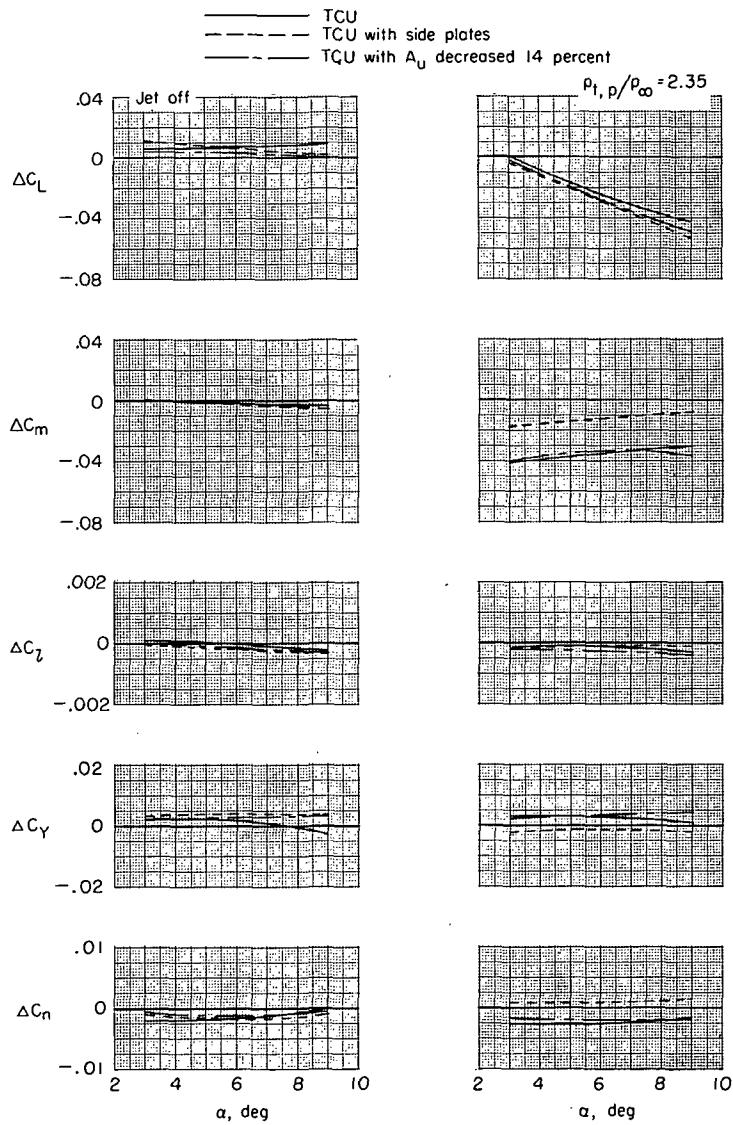 TCU
TCU with side plates
TCU with A_u decreased 14 percent
Jet off
p_t,p/p_∞ = 2.35
.04
0
-.04
-.08
ΔC_L
.04
0
-.04
-.08
ΔC_m
.002
0
-.002
ΔC_l
.02
0
-.02
ΔC_Y
.01
0
-.01
ΔC_n
2 4 6 8 10
2 4 6 8 10
α, deg
α, deg